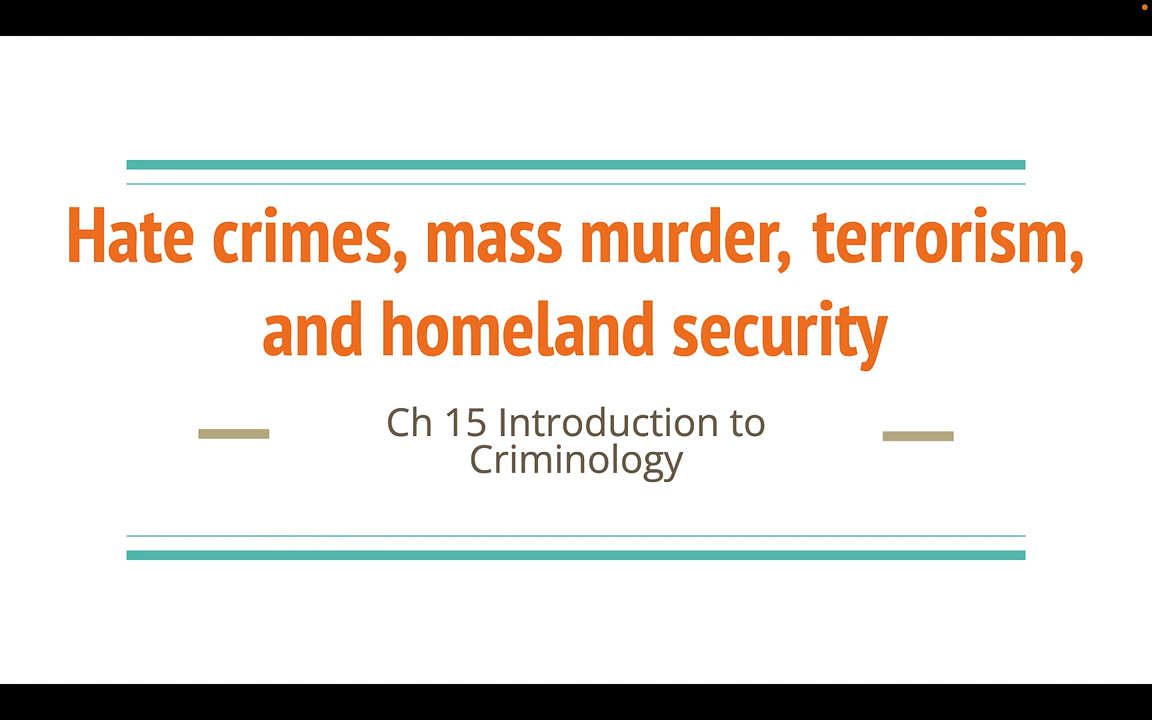 Hate crimes, mass murder, terrorism,
and homeland security
Ch 15 Introduction to
Criminology